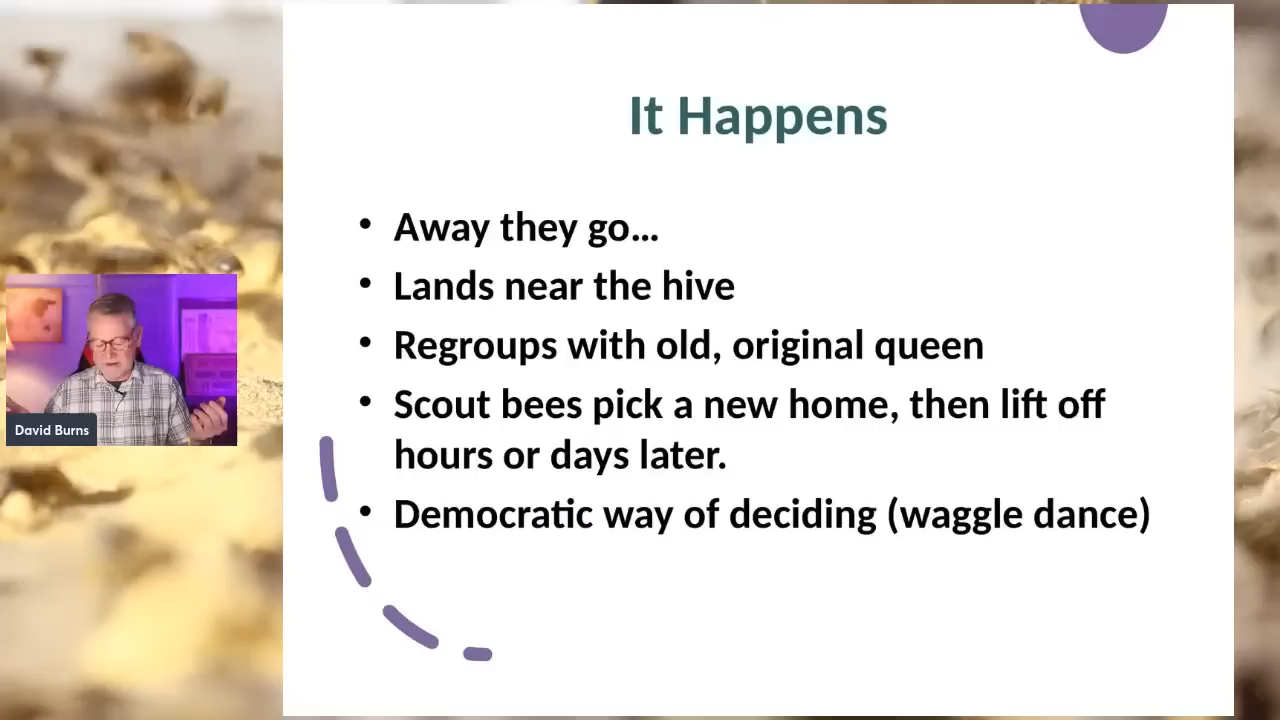 It Happens
• Away they go...
• Lands near the hive
• Regroups with old, original queen
• Scout bees pick a new home, then lift off
hours or days later.
• Democratic way of deciding (waggle dance)
David Burns